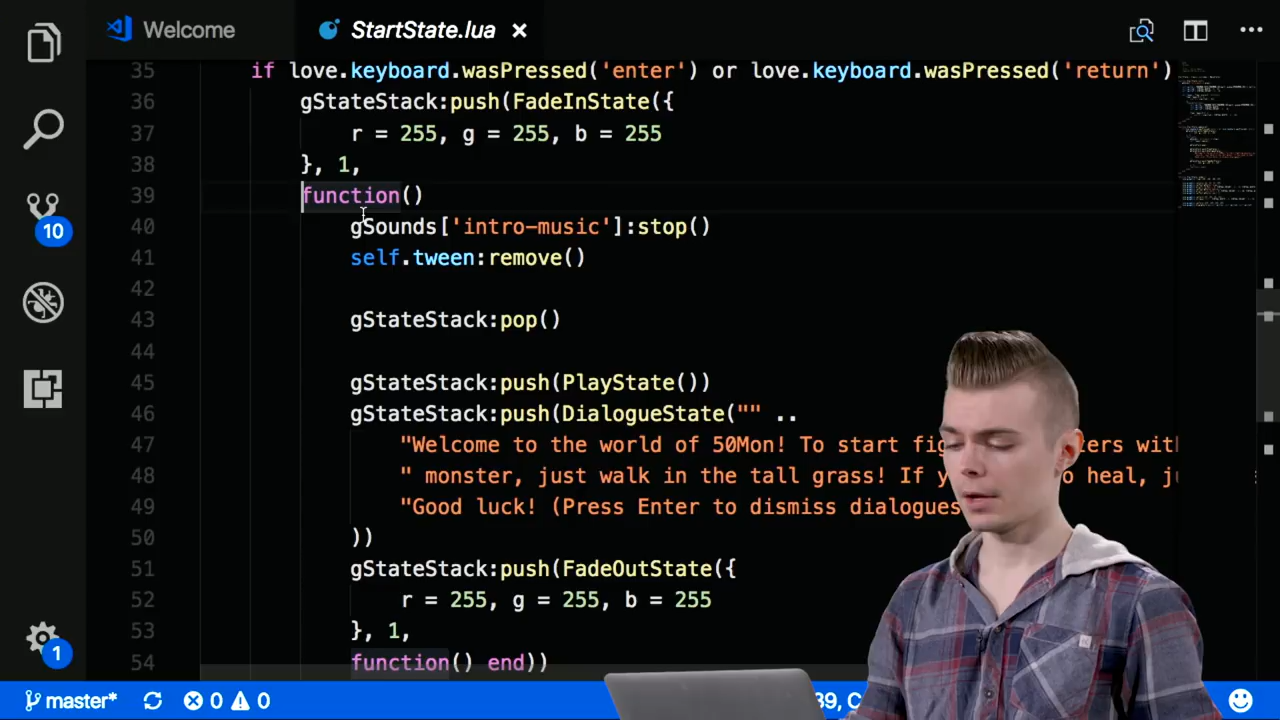 Welcome
StartState.lua
35 if love.keyboard.wasPressed('enter') or love.keyboard.wasPressed('return')
36 gStateStack:push(FadeInState({
37 r = 255, g = 255, b = 255
38 }, 1,
39 function()
40 gSounds['intro-music']:stop()
41 self.tween:remove()
42
43 gStateStack:pop()
44
45 gStateStack:push(PlayState())
46 gStateStack:push(DialogueState("" ..
47 "Welcome to the world of 50Mon! To start
48 " monster, just walk in the tall grass! If heal,
49 "Good luck! (Press Enter to dismiss dialogues
50 ))
51 gStateStack:push(FadeOutState({
52 r = 255, g = 255, b = 255
53 }, 1,
54 function() end))
10
1
master* 0 0 39,